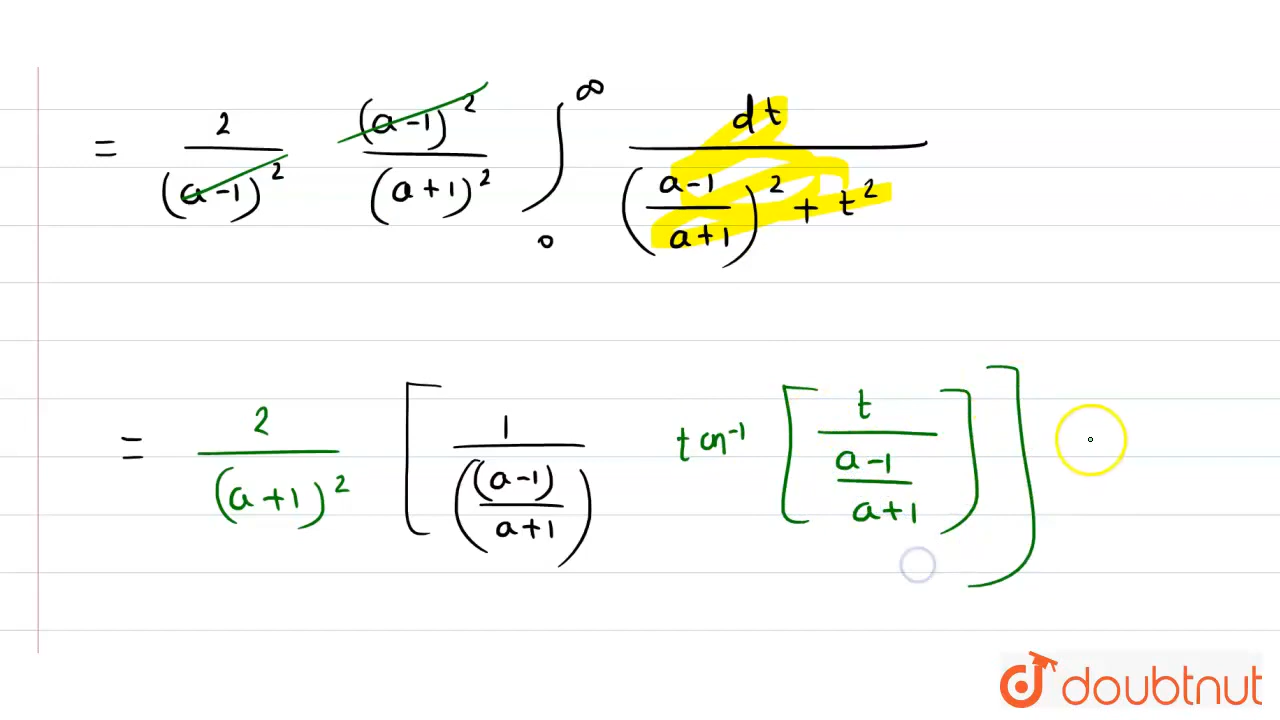 = 2/(a-1)² (a-1)²/(a+1)² ∫₀^∞ dt/((a-1)/(a+1))² + t²
= 2/(a+1)² [ 1/((a-1)/(a+1)) tan⁻¹ [ t/((a-1)/(a+1)) ] ]
doubtnut